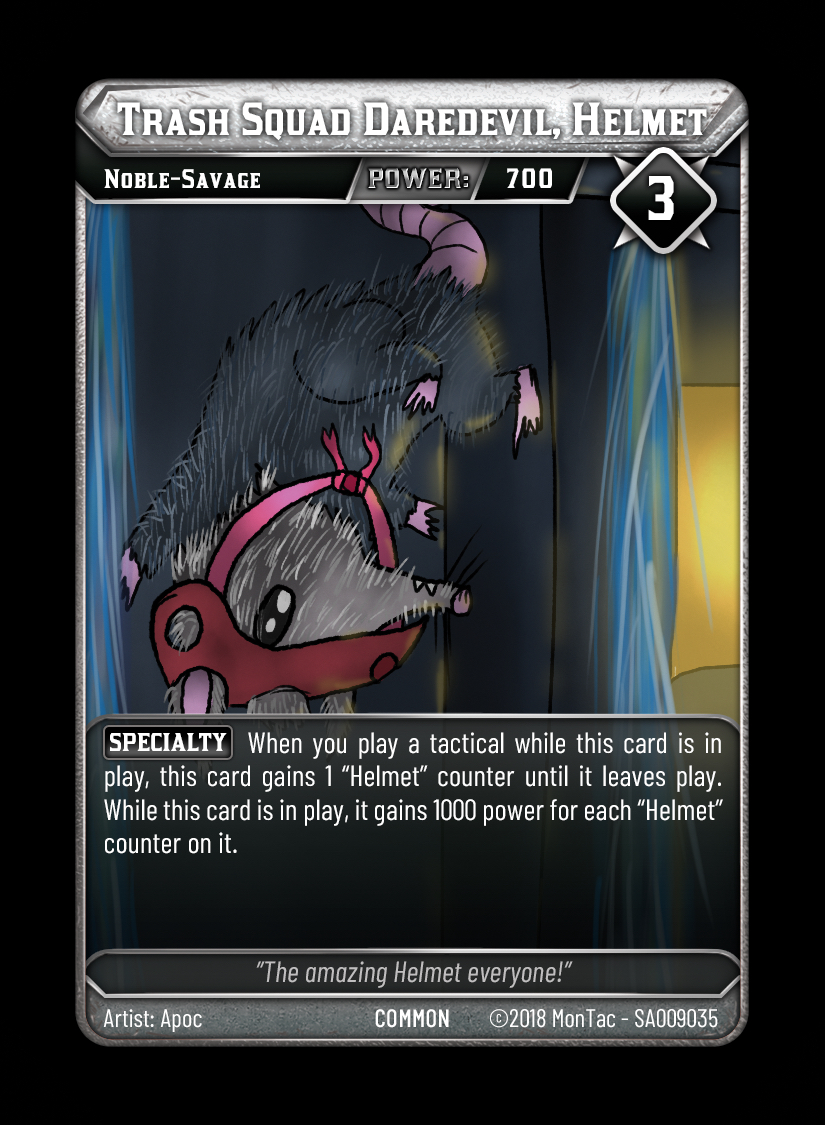 Trash Squad Daredevil, Helmet
Noble-Savage POWER: 700
3
SPECIALTY When you play a tactical while this card is in
play, this card gains 1 “Helmet” counter until it leaves play.
While this card is in play, it gains 1000 power for each “Helmet”
counter on it.
“The amazing Helmet everyone!”
Artist: Apoc COMMON ©2018 MonTac - SA009035